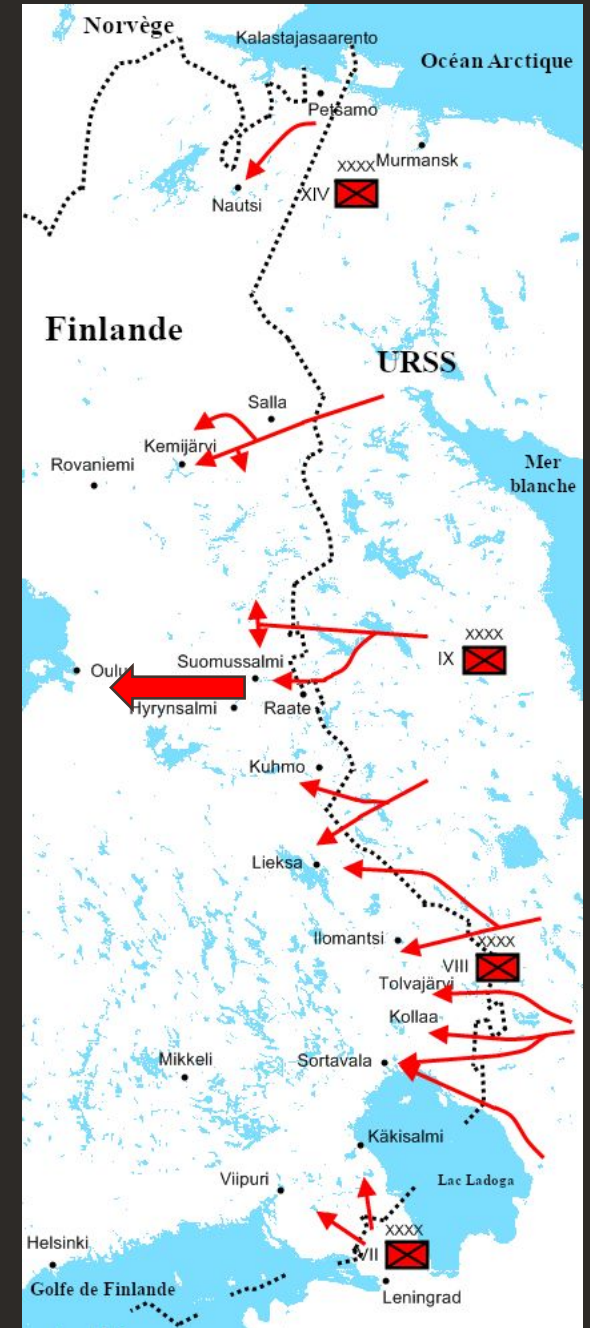 Norvège
Kalastajasaarento
Océan Arctique
Petsamo
Murmansk
XXXX
XIV
Nautsi
Finlande
URSS
Salla
Kemijärvi
Rovaniemi
Mer
blanche
XXXX
IX
Suomussalmi
Oulu
Hyrynsalmi
Raate
Kuhmo
Lieksa
Ilomantsi
XXXX
VIII
Tolvajärvi
Kollaa
Mikkeli
Sortavala
Käkisalmi
Viipuri
Lac Ladoga
XXXX
VII
Helsinki
Golfe de Finlande
Leningrad